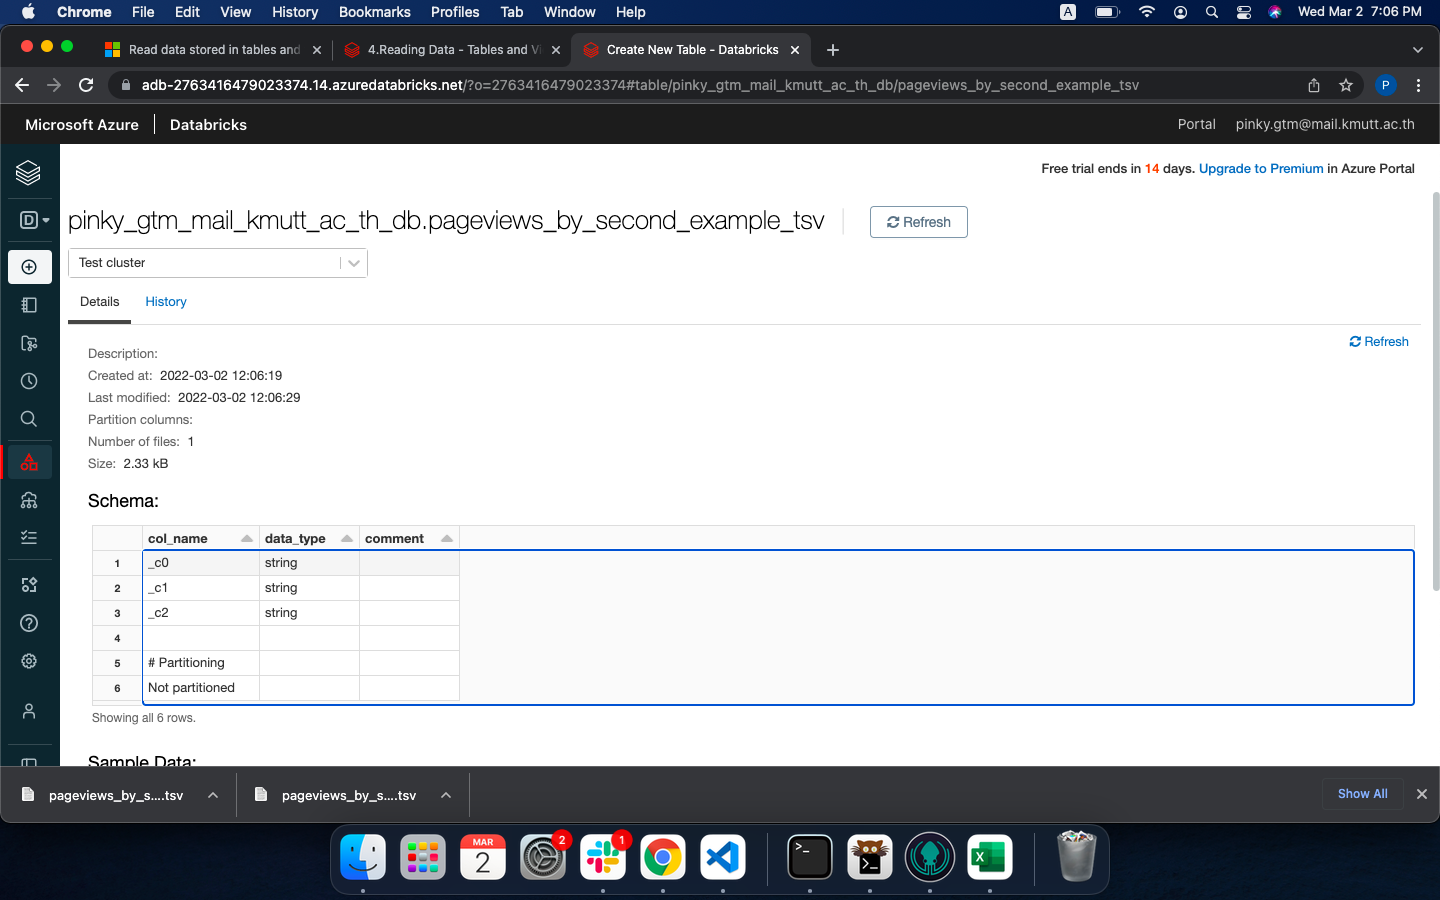 Chrome File Edit View History Bookmarks Profiles Tab Window Help A Wed Mar 2 7:06 PM
Read data stored in tables and 4.Reading Data - Tables and Vi Create New Table - Databricks
adb-2763416479023374.14.azuredatabricks.net/?o=2763416479023374#table/pinky_gtm_mail_kmutt_ac_th_db/pageviews_by_second_example_tsv P
Microsoft Azure Databricks Portal pinky.gtm@mail.kmutt.ac.th
Free trial ends in 14 days. Upgrade to Premium in Azure Portal
D
pinky_gtm_mail_kmutt_ac_th_db.pageviews_by_second_example_tsv Refresh
Test cluster
Details History
Refresh
Description:
Created at: 2022-03-02 12:06:19
Last modified: 2022-03-02 12:06:29
Partition columns:
Number of files: 1
Size: 2.33 kB
Schema:
col_name data_type comment
1 _c0 string
2 _c1 string
3 _c2 string
4
5 # Partitioning
6 Not partitioned
Showing all 6 rows.
Sample Data:
pageviews_by_s....tsv pageviews_by_s....tsv Show All
MAR
2
2
1